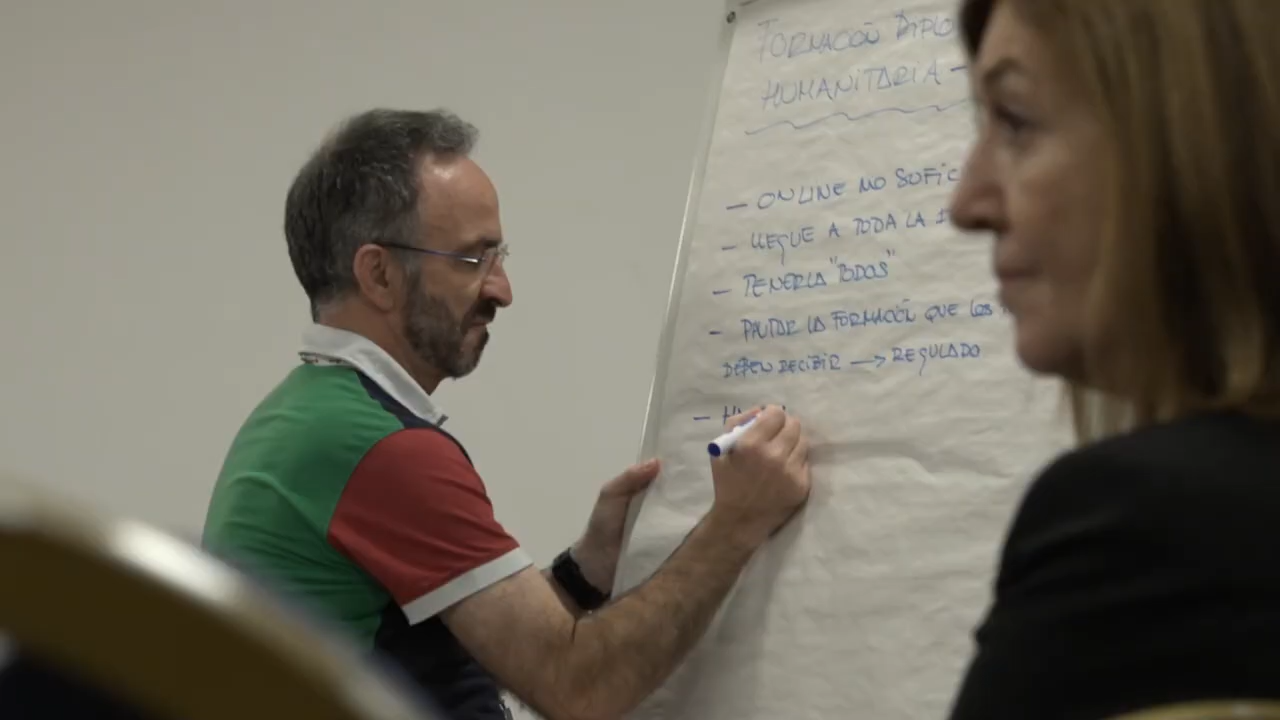 FORMACIÓN DIPLO
HUMANITARIA –
– ONLINE NO SUFIC
– LLEGUE A TODA LA
– TENERLA "TODOS"
– PAUTAR LA FORMACIÓN QUE LOS
DEBEN RECIBIR → REGULADO
–